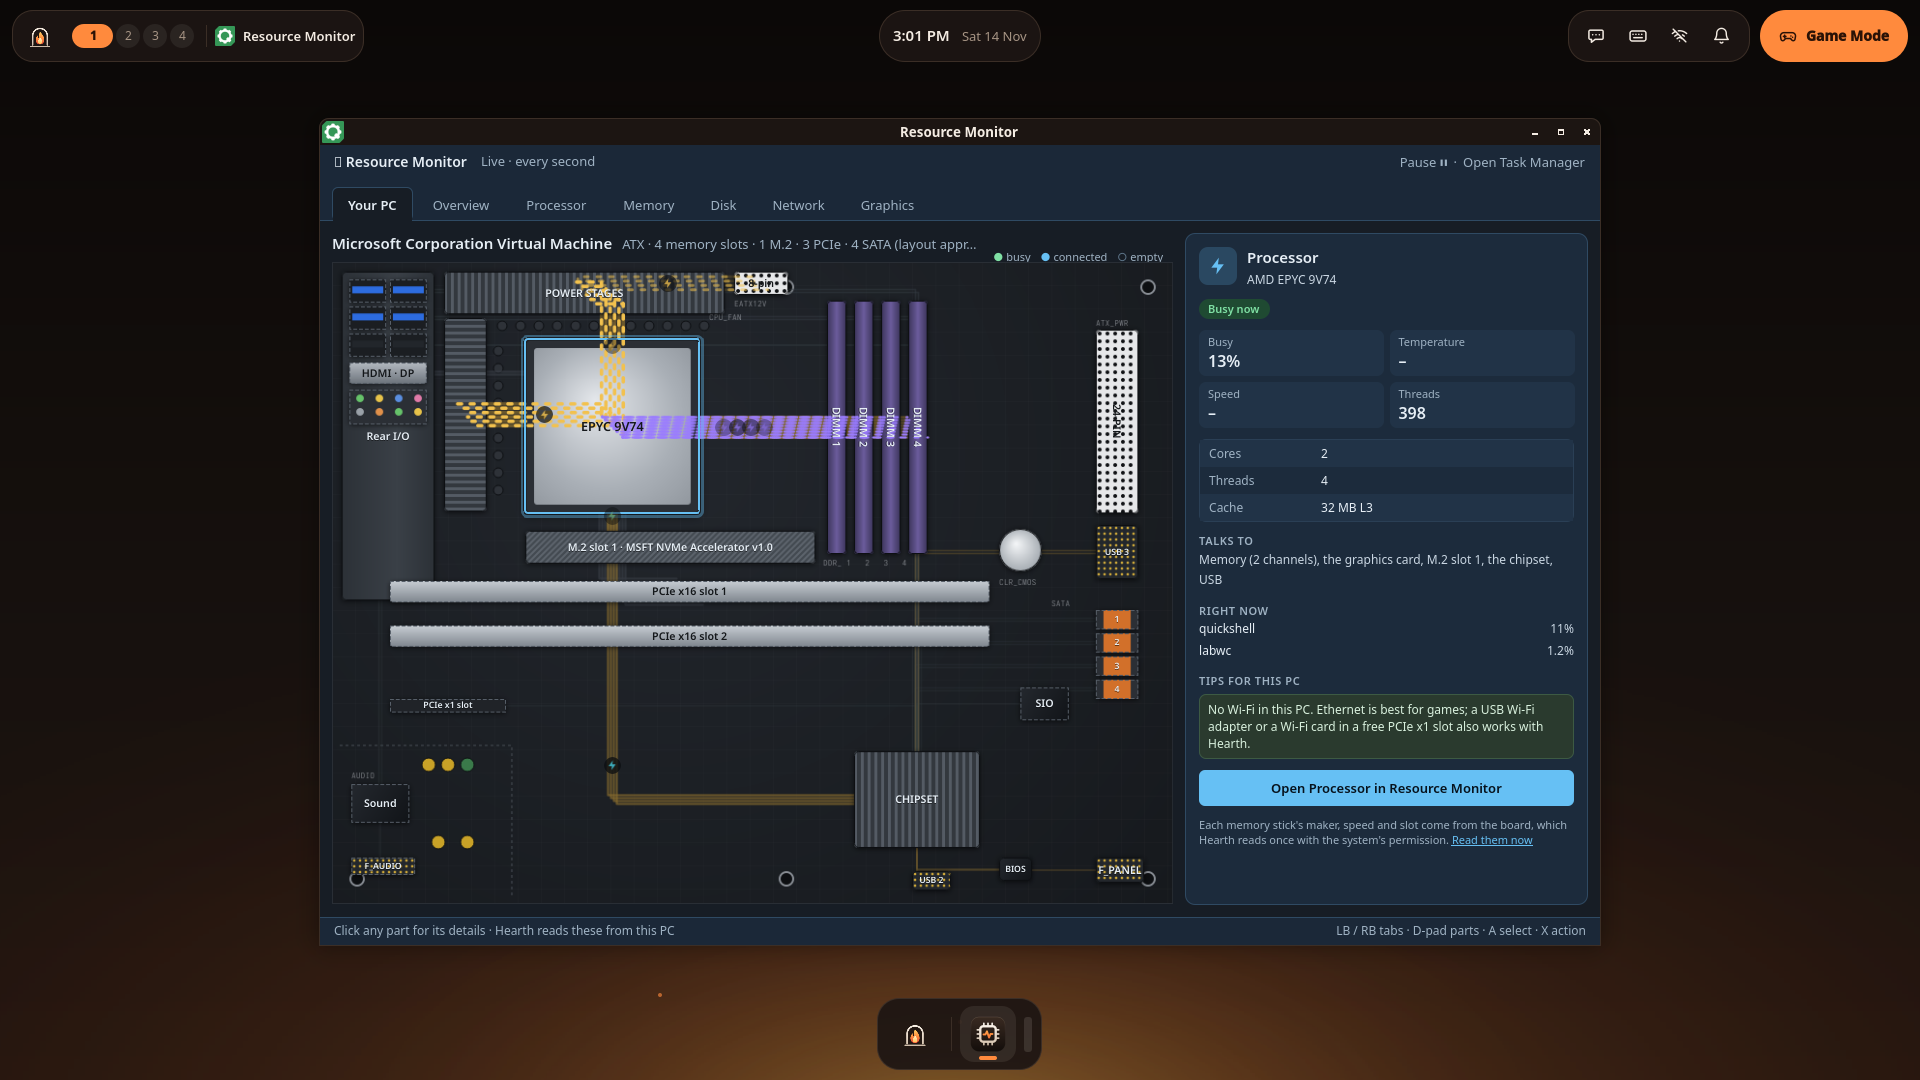 1 2 3 4 Resource Monitor
3:01 PM Sat 14 Nov
Game Mode
Resource Monitor
Resource Monitor Live · every second
Pause · Open Task Manager
Your PC Overview Processor Memory Disk Network Graphics
Microsoft Corporation Virtual Machine ATX · 4 memory slots · 1 M.2 · 3 PCIe · 4 SATA (layout appr...
busy connected empty
POWER STAGES
8-pin
EATX12V
CPU_FAN
ATX_PWR
HDMI · DP
Rear I/O
EPYC 9V74
DIMM 1
DIMM 2
DIMM 3
DIMM 4
24-PIN
M.2 slot 1 · MSFT NVMe Accelerator v1.0
DDR_ 1 2 3 4
USB 3
CLR_CMOS
PCIe x16 slot 1
SATA
1
2
3
4
PCIe x16 slot 2
PCIe x1 slot
SIO
AUDIO
Sound
CHIPSET
F_AUDIO
USB 2
BIOS
F_PANEL
Processor
AMD EPYC 9V74
Busy now
Busy
13%
Temperature
–
Speed
–
Threads
398
Cores 2
Threads 4
Cache 32 MB L3
TALKS TO
Memory (2 channels), the graphics card, M.2 slot 1, the chipset,
USB
RIGHT NOW
quickshell 11%
labwc 1.2%
TIPS FOR THIS PC
No Wi-Fi in this PC. Ethernet is best for games; a USB Wi-Fi
adapter or a Wi-Fi card in a free PCIe x1 slot also works with
Hearth.
Open Processor in Resource Monitor
Each memory stick's maker, speed and slot come from the board, which
Hearth reads once with the system's permission. Read them now
Click any part for its details · Hearth reads these from this PC
LB / RB tabs · D-pad parts · A select · X action